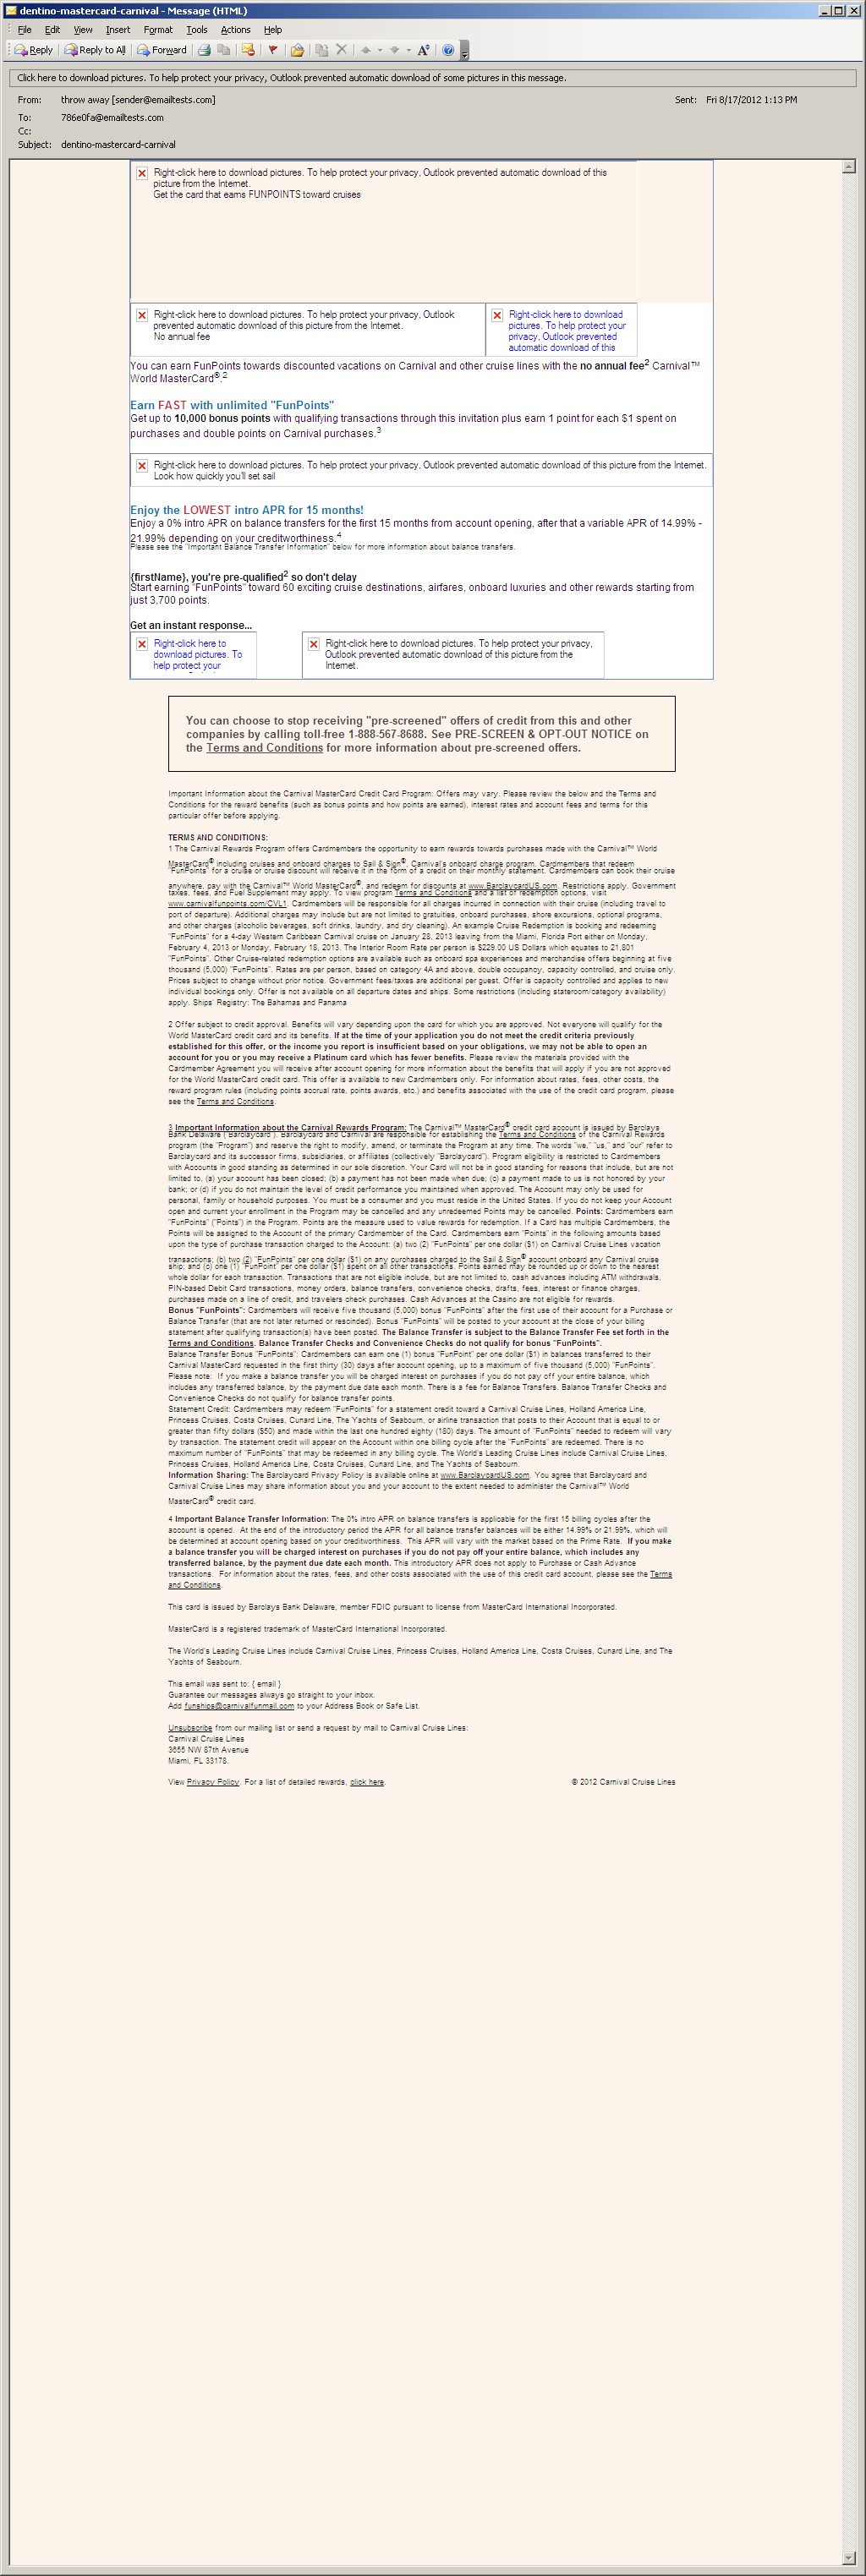 dentino-mastercard-carnival - Message (HTML)
File Edit View Insert Format Tools Actions Help
Reply Reply to All Forward
Click here to download pictures. To help protect your privacy, Outlook prevented automatic download of some pictures in this message.
From: throw away [sender@emailtests.com] Sent: Fri 8/17/2012 1:13 PM
To: 786e0fa@emailtests.com
Cc:
Subject: dentino-mastercard-carnival
Right-click here to download pictures. To help protect your privacy, Outlook prevented automatic download of this
picture from the Internet.
Get the card that earns FUNPOINTS toward cruises
Right-click here to download pictures. To help protect your privacy, Outlook
prevented automatic download of this picture from the Internet.
No annual fee
Right-click here to download
pictures. To help protect your
privacy, Outlook prevented
automatic download of this
You can earn FunPoints towards discounted vacations on Carnival and other cruise lines with the no annual fee2 Carnival™
World MasterCard®.2
Earn FAST with unlimited "FunPoints"
Get up to 10,000 bonus points with qualifying transactions through this invitation plus earn 1 point for each $1 spent on
purchases and double points on Carnival purchases.3
Right-click here to download pictures. To help protect your privacy, Outlook prevented automatic download of this picture from the Internet.
Look how quickly you'll set sail
Enjoy the LOWEST intro APR for 15 months!
Enjoy a 0% intro APR on balance transfers for the first 15 months from account opening, after that a variable APR of 14.99% -
21.99% depending on your creditworthiness.4
Please see the "Important Balance Transfer Information" below for more information about balance transfers.
{firstName}, you're pre-qualified2 so don't delay
Start earning "FunPoints" toward 60 exciting cruise destinations, airfares, onboard luxuries and other rewards starting from
just 3,700 points.
Get an instant response...
Right-click here to
download pictures. To
help protect your
Right-click here to download pictures. To help protect your privacy,
Outlook prevented automatic download of this picture from the
Internet.
You can choose to stop receiving "pre-screened" offers of credit from this and other
companies by calling toll-free 1-888-567-8688. See PRE-SCREEN & OPT-OUT NOTICE on
the Terms and Conditions for more information about pre-screened offers.
Important Information about the Carnival MasterCard Credit Card Program: Offers may vary. Please review the below and the Terms and
Conditions for the reward benefits (such as bonus points and how points are earned), interest rates and account fees and terms for this
particular offer before applying.
TERMS AND CONDITIONS:
1 The Carnival Rewards Program offers Cardmembers the opportunity to earn rewards towards purchases made with the Carnival™ World
MasterCard® including cruises and onboard charges to Sail & Sign®, Carnival's onboard charge program. Cardmembers that redeem
"FunPoints" for a cruise or cruise discount will receive it in the form of a credit on their monthly statement. Cardmembers can book their cruise
anywhere, pay with the Carnival™ World MasterCard®, and redeem for discounts at www.BarclaycardUS.com. Restrictions apply. Government
taxes, fees, and Fuel Supplement may apply. To view program Terms and Conditions and a list of redemption options, visit
www.carnivalfunpoints.com/CVL1. Cardmembers will be responsible for all charges incurred in connection with their cruise (including travel to
port of departure). Additional charges may include but are not limited to gratuities, onboard purchases, shore excursions, optional programs,
and other charges (alcoholic beverages, soft drinks, laundry, and dry cleaning). An example Cruise Redemption is booking and redeeming
"FunPoints" for a 4-day Western Caribbean Carnival cruise on January 28, 2013 leaving from the Miami, Florida Port either on Monday,
February 4, 2013 or Monday, February 18, 2013. The Interior Room Rate per person is $229.00 US Dollars which equates to 21,801
"FunPoints". Other Cruise-related redemption options are available such as onboard spa experiences and merchandise offers beginning at five
thousand (5,000) "FunPoints". Rates are per person, based on category 4A and above, double occupancy, capacity controlled, and cruise only.
Prices subject to change without prior notice. Government fees/taxes are additional per guest. Offer is capacity controlled and applies to new
individual bookings only. Offer is not available on all departure dates and ships. Some restrictions (including stateroom/category availability)
apply. Ships' Registry: The Bahamas and Panama
2 Offer subject to credit approval. Benefits will vary depending upon the card for which you are approved. Not everyone will qualify for the
World MasterCard credit card and its benefits. If at the time of your application you do not meet the credit criteria previously
established for this offer, or the income you report is insufficient based on your obligations, we may not be able to open an
account for you or you may receive a Platinum card which has fewer benefits. Please review the materials provided with the
Cardmember Agreement you will receive after account opening for more information about the benefits that will apply if you are not approved
for the World MasterCard credit card. This offer is available to new Cardmembers only. For information about rates, fees, other costs, the
reward program rules (including points accrual rate, points awards, etc.) and benefits associated with the use of the credit card program, please
see the Terms and Conditions.
3 Important Information about the Carnival Rewards Program: The Carnival™ MasterCard® credit card account is issued by Barclays
Bank Delaware ("Barclaycard"). Barclaycard and Carnival are responsible for establishing the Terms and Conditions of the Carnival Rewards
program (the "Program") and reserve the right to modify, amend, or terminate the Program at any time. The words "we," "us," and "our" refer to
Barclaycard and its successor firms, subsidiaries, or affiliates (collectively "Barclaycard"). Program eligibility is restricted to Cardmembers
with Accounts in good standing as determined in our sole discretion. Your Card will not be in good standing for reasons that include, but are not
limited to, (a) your account has been closed; (b) a payment has not been made when due; (c) a payment made to us is not honored by your
bank; or (d) if you do not maintain the level of credit performance you maintained when approved. The Account may only be used for
personal, family or household purposes. You must be a consumer and you must reside in the United States. If you do not keep your Account
open and current your enrollment in the Program may be cancelled and any unredeemed Points may be cancelled. Points: Cardmembers earn
"FunPoints" ("Points") in the Program. Points are the measure used to value rewards for redemption. If a Card has multiple Cardmembers, the
Points will be assigned to the Account of the primary Cardmember of the Card. Cardmembers earn "Points" in the following amounts based
upon the type of purchase transaction charged to the Account: (a) two (2) "FunPoints" per one dollar ($1) on Carnival Cruise Lines vacation
transactions; (b) two (2) "FunPoints" per one dollar ($1) on any purchases charged to the Sail & Sign® account onboard any Carnival cruise
ship; and (c) one (1) "FunPoint" per one dollar ($1) spent on all other transactions. Points earned may be rounded up or down to the nearest
whole dollar for each transaction. Transactions that are not eligible include, but are not limited to, cash advances including ATM withdrawals,
PIN-based Debit Card transactions, money orders, balance transfers, convenience checks, drafts, fees, interest or finance charges,
purchases made on a line of credit, and travelers check purchases. Cash Advances at the Casino are not eligible for rewards.
Bonus "FunPoints": Cardmembers will receive five thousand (5,000) bonus "FunPoints" after the first use of their account for a Purchase or
Balance Transfer (that are not later returned or rescinded). Bonus "FunPoints" will be posted to your account at the close of your billing
statement after qualifying transaction(s) have been posted. The Balance Transfer is subject to the Balance Transfer Fee set forth in the
Terms and Conditions. Balance Transfer Checks and Convenience Checks do not qualify for bonus "FunPoints".
Balance Transfer Bonus "FunPoints": Cardmembers can earn one (1) bonus "FunPoint" per one dollar ($1) in balances transferred to their
Carnival MasterCard requested in the first thirty (30) days after account opening, up to a maximum of five thousand (5,000) "FunPoints".
Please note: If you make a balance transfer you will be charged interest on purchases if you do not pay off your entire balance, which
includes any transferred balance, by the payment due date each month. There is a fee for Balance Transfers. Balance Transfer Checks and
Convenience Checks do not qualify for balance transfer points.
Statement Credit: Cardmembers may redeem "FunPoints" for a statement credit toward a Carnival Cruise Lines, Holland America Line,
Princess Cruises, Costa Cruises, Cunard Line, The Yachts of Seabourn, or airline transaction that posts to their Account that is equal to or
greater than fifty dollars ($50) and made within the last one hundred eighty (180) days. The amount of "FunPoints" needed to redeem will vary
by transaction. The statement credit will appear on the Account within one billing cycle after the "FunPoints" are redeemed. There is no
maximum number of "FunPoints" that may be redeemed in any billing cycle. The World's Leading Cruise Lines include Carnival Cruise Lines,
Princess Cruises, Holland America Line, Costa Cruises, Cunard Line, and The Yachts of Seabourn.
Information Sharing: The Barclaycard Privacy Policy is available online at www.BarclaycardUS.com. You agree that Barclaycard and
Carnival Cruise Lines may share information about you and your account to the extent needed to administer the Carnival™ World
MasterCard® credit card.
4 Important Balance Transfer Information: The 0% intro APR on balance transfers is applicable for the first 15 billing cycles after the
account is opened. At the end of the introductory period the APR for all balance transfer balances will be either 14.99% or 21.99%, which will
be determined at account opening based on your creditworthiness. This APR will vary with the market based on the Prime Rate. If you make
a balance transfer you will be charged interest on purchases if you do not pay off your entire balance, which includes any
transferred balance, by the payment due date each month. This introductory APR does not apply to Purchase or Cash Advance
transactions. For information about the rates, fees, and other costs associated with the use of this credit card account, please see the Terms
and Conditions.
This card is issued by Barclays Bank Delaware, member FDIC pursuant to license from MasterCard International Incorporated.
MasterCard is a registered trademark of MasterCard International Incorporated.
The World's Leading Cruise Lines include Carnival Cruise Lines, Princess Cruises, Holland America Line, Costa Cruises, Cunard Line, and The
Yachts of Seabourn.
This email was sent to: { email }
Guarantee our messages always go straight to your inbox.
Add funships@carnivalfunmail.com to your Address Book or Safe List.
Unsubscribe from our mailing list or send a request by mail to Carnival Cruise Lines:
Carnival Cruise Lines
3655 NW 87th Avenue
Miami, FL 33178.
View Privacy Policy. For a list of detailed rewards, click here. © 2012 Carnival Cruise Lines